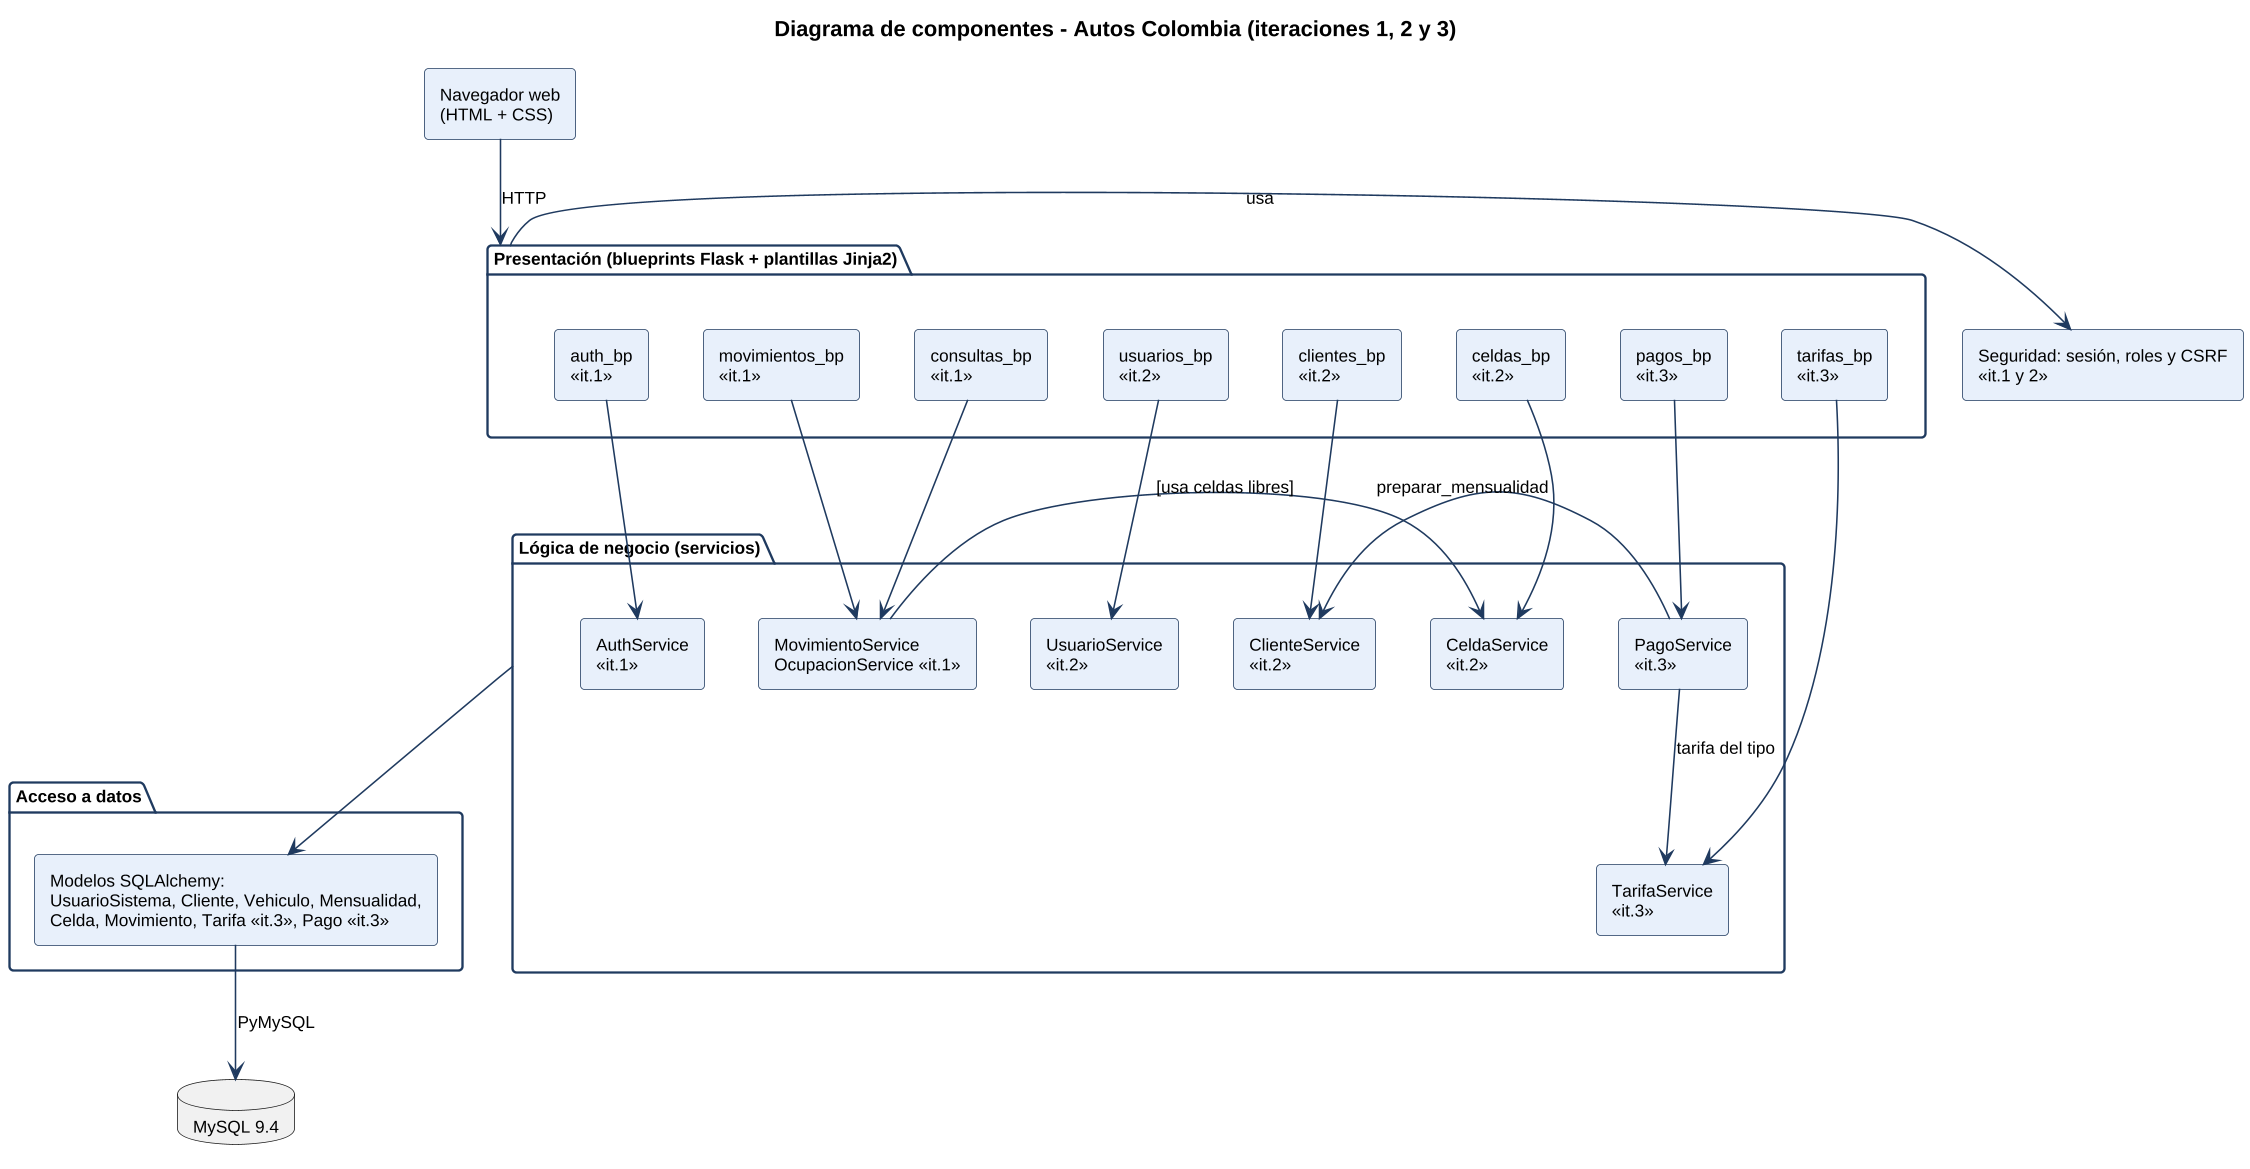 Diagrama de componentes - Autos Colombia (iteraciones 1, 2 y 3)
Navegador web
(HTML + CSS)
HTTP
usa
Presentación (blueprints Flask + plantillas Jinja2)
auth_bp
«it.1»
movimientos_bp
«it.1»
consultas_bp
«it.1»
usuarios_bp
«it.2»
clientes_bp
«it.2»
celdas_bp
«it.2»
pagos_bp
«it.3»
tarifas_bp
«it.3»
Seguridad: sesión, roles y CSRF
«it.1 y 2»
[usa celdas libres]
preparar_mensualidad
Lógica de negocio (servicios)
AuthService
«it.1»
MovimientoService
OcupacionService «it.1»
UsuarioService
«it.2»
ClienteService
«it.2»
CeldaService
«it.2»
PagoService
«it.3»
tarifa del tipo
TarifaService
«it.3»
Acceso a datos
Modelos SQLAlchemy:
UsuarioSistema, Cliente, Vehiculo, Mensualidad,
Celda, Movimiento, Tarifa «it.3», Pago «it.3»
PyMySQL
MySQL 9.4